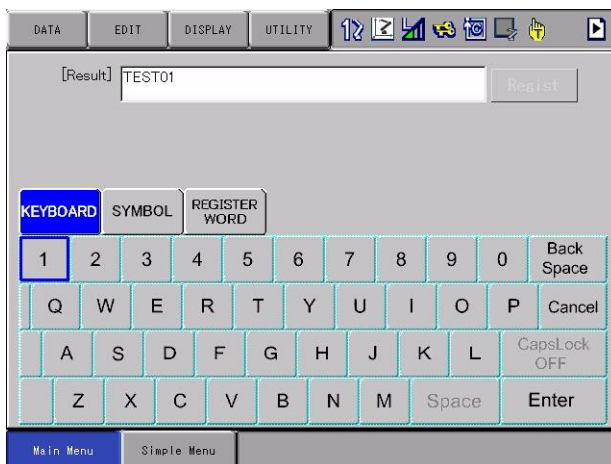 DATA EDIT DISPLAY UTILITY
[Result] TEST01 Regist
KEYBOARD SYMBOL REGISTER
WORD
1 2 3 4 5 6 7 8 9 0 Back
Space
Q W E R T Y U I O P Cancel
A S D F G H J K L CapsLock
OFF
Z X C V B N M Space Enter
Main Menu Simple Menu